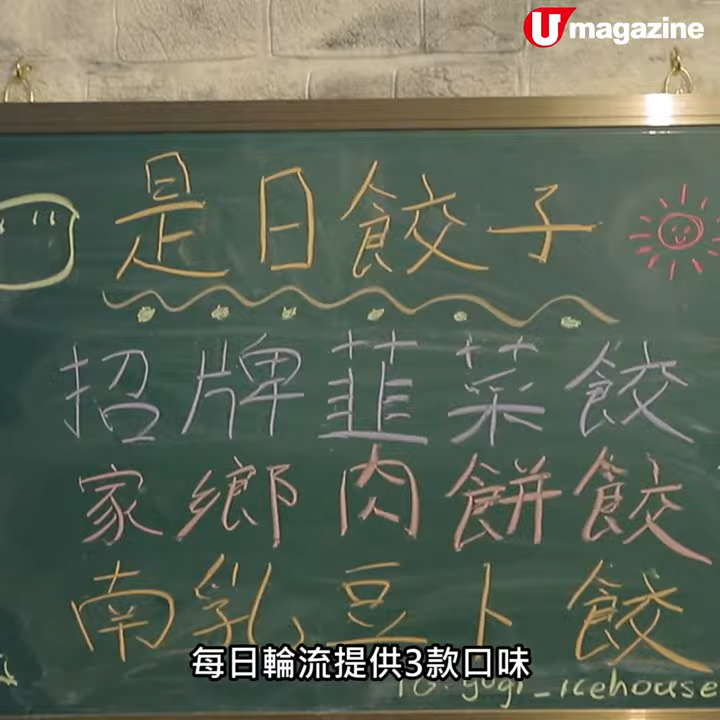 U magazine
是日餃子
招牌韮菜餃
家鄉肉餅餃
南乳豆卜餃
每日輪流提供3款口味
IG: yugi_icehouse